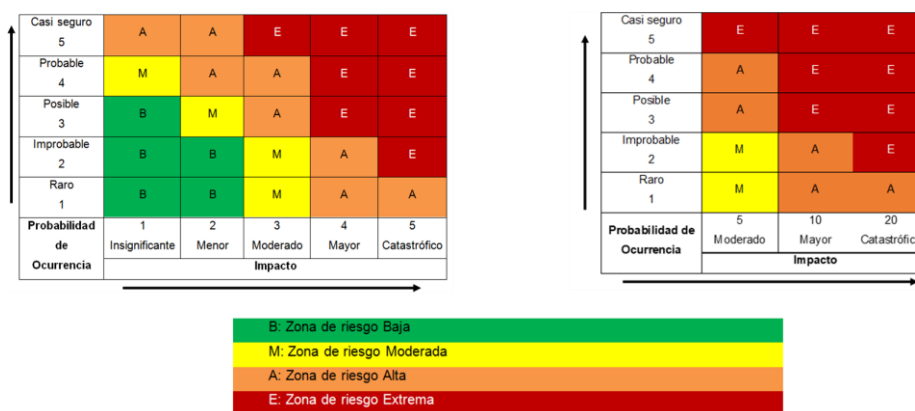 Casi seguro
5
A A E E E
Probable
4
M A A E E
Posible
3
B M A E E
Improbable
2
B B M A E
Raro
1
B B M A A
Probabilidad
de
Ocurrencia
1 2 3 4 5
Insignificante Menor Moderado Mayor Catastrófico
Impacto
Casi seguro
5
E E E
Probable
4
A E E
Posible
3
A E E
Improbable
2
M A E
Raro
1
M A A
Probabilidad de
Ocurrencia
5 10 20
Moderado Mayor Catastrófic
Impacto
B: Zona de riesgo Baja
M: Zona de riesgo Moderada
A: Zona de riesgo Alta
E: Zona de riesgo Extrema